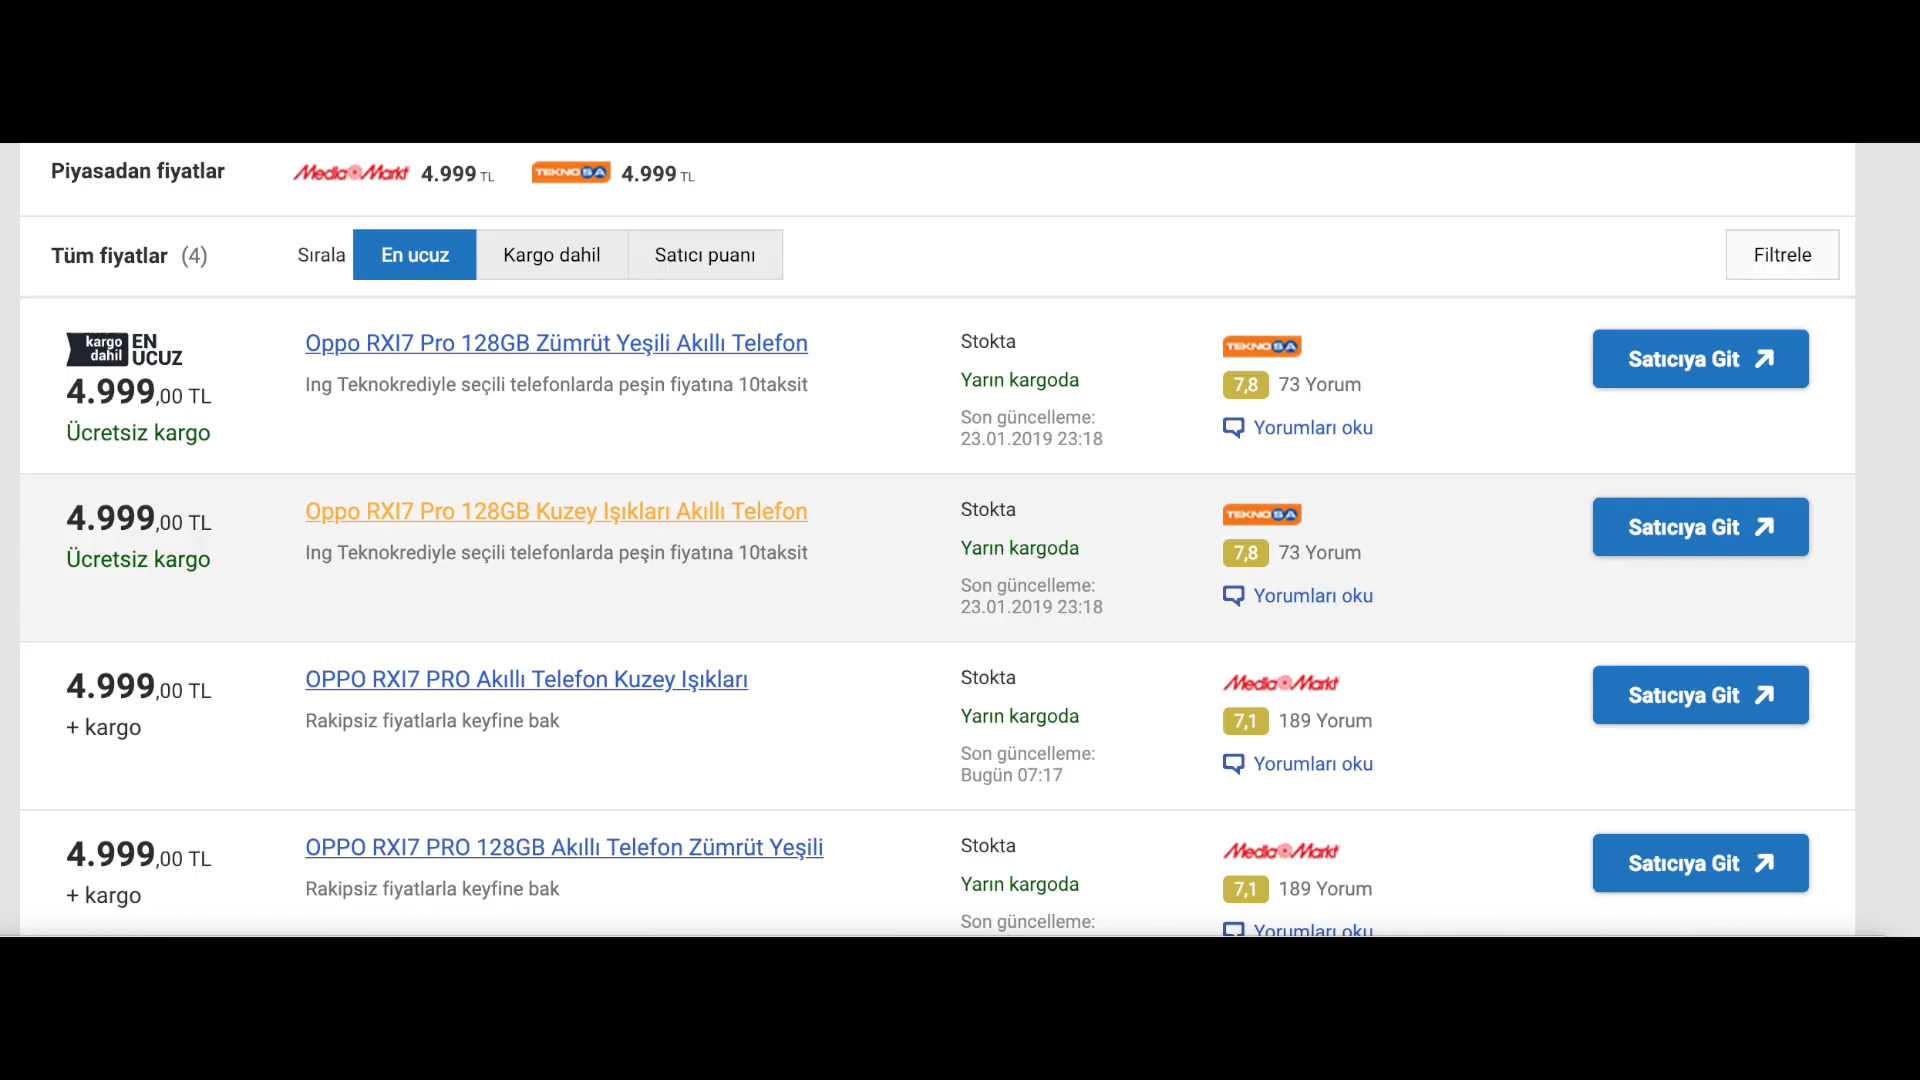 Piyasadan fiyatlar MediaMarkt 4.999 TL TEKNOSA 4.999 TL
Tüm fiyatlar (4) Sırala En ucuz Kargo dahil Satıcı puanı Filtrele
kargo dahil EN UCUZ
4.999,00 TL
Ücretsiz kargo
Oppo RXI7 Pro 128GB Zümrüt Yeşili Akıllı Telefon
Ing Teknokrediyle seçili telefonlarda peşin fiyatına 10taksit
Stokta
Yarın kargoda
Son güncelleme:
23.01.2019 23:18
TEKNOSA
7,8 73 Yorum
Yorumları oku
Satıcıya Git
4.999,00 TL
Ücretsiz kargo
Oppo RXI7 Pro 128GB Kuzey Işıkları Akıllı Telefon
Ing Teknokrediyle seçili telefonlarda peşin fiyatına 10taksit
Stokta
Yarın kargoda
Son güncelleme:
23.01.2019 23:18
TEKNOSA
7,8 73 Yorum
Yorumları oku
Satıcıya Git
4.999,00 TL
+ kargo
OPPO RXI7 PRO Akıllı Telefon Kuzey Işıkları
Rakipsiz fiyatlarla keyfine bak
Stokta
Yarın kargoda
Son güncelleme:
Bugün 07:17
MediaMarkt
7,1 189 Yorum
Yorumları oku
Satıcıya Git
4.999,00 TL
+ kargo
OPPO RXI7 PRO 128GB Akıllı Telefon Zümrüt Yeşili
Rakipsiz fiyatlarla keyfine bak
Stokta
Yarın kargoda
Son güncelleme:
MediaMarkt
7,1 189 Yorum
Yorumları oku
Satıcıya Git